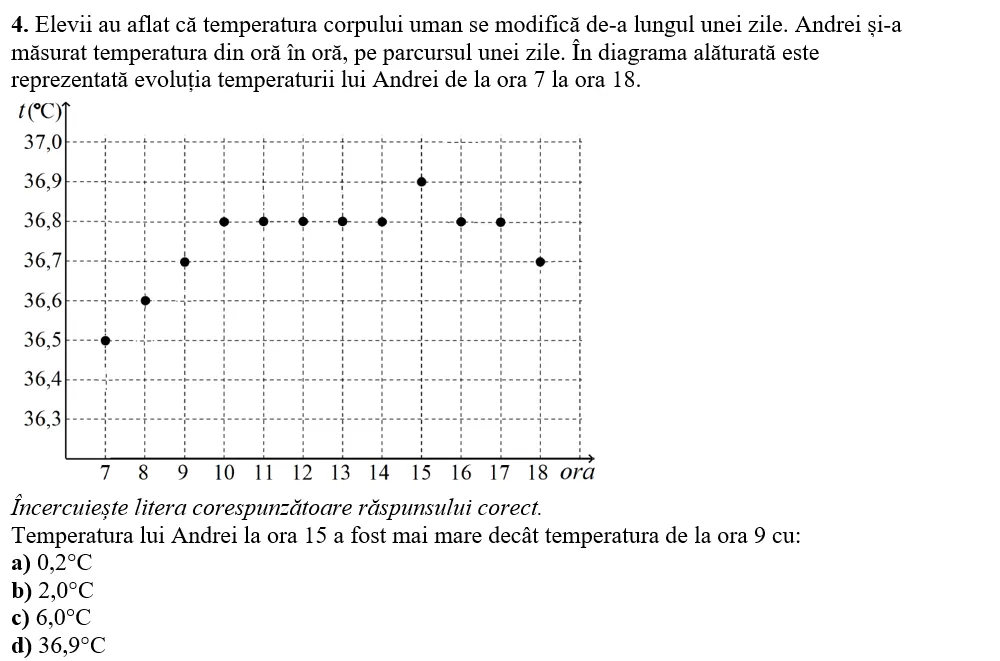 4. Elevii au aflat că temperatura corpului uman se modifică de-a lungul unei zile. Andrei și-a
măsurat temperatura din oră în oră, pe parcursul unei zile. În diagrama alăturată este
reprezentată evoluția temperaturii lui Andrei de la ora 7 la ora 18.
t(°C)
37,0
36,9
36,8
36,7
36,6
36,5
36,4
36,3
7 8 9 10 11 12 13 14 15 16 17 18 ora
Încercuiește litera corespunzătoare răspunsului corect.
Temperatura lui Andrei la ora 15 a fost mai mare decât temperatura de la ora 9 cu:
a) 0,2°C
b) 2,0°C
c) 6,0°C
d) 36,9°C